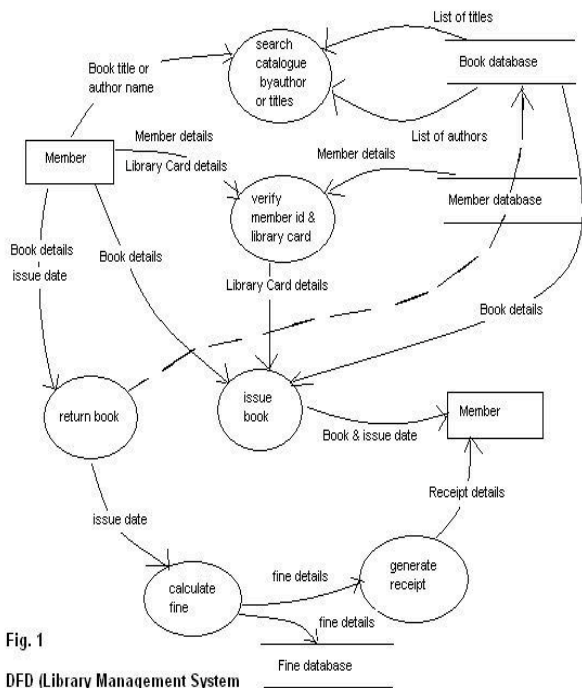 List of titles
search
catalogue
byauthor
or titles
Book database
Book title or
author name
List of authors
Member
Member details
Library Card details
Member details
verify
member id &
library card
Member database
Book details
issue date
Book details
Library Card details
Book details
return book
issue
book
Member
Book & issue date
Receipt details
issue date
calculate
fine
fine details
generate
receipt
fine details
Fine database
Fig. 1
DFD (Library Management System